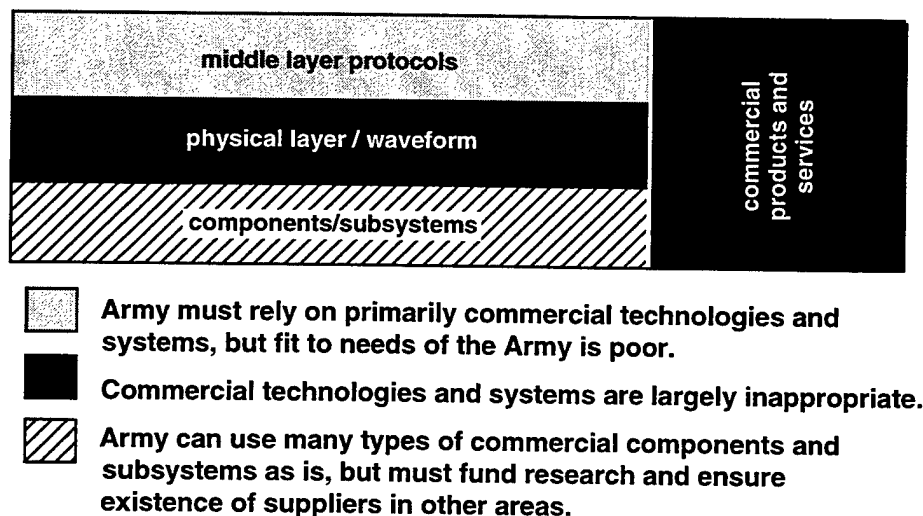 middle layer protocols
physical layer / waveform
components/subsystems
commercial
products and
services
Army must rely on primarily commercial technologies and
systems, but fit to needs of the Army is poor.
Commercial technologies and systems are largely inappropriate.
Army can use many types of commercial components and
subsystems as is, but must fund research and ensure
existence of suppliers in other areas.